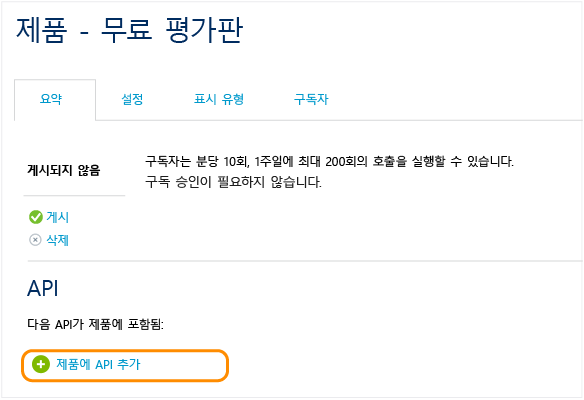 제품 - 무료 평가판
요약 설정 표시 유형 구독자
게시되지 않음
구독자는 분당 10회, 1주일에 최대 200회의 호출을 실행할 수 있습니다.
구독 승인이 필요하지 않습니다.
게시
삭제
API
다음 API가 제품에 포함됨:
제품에 API 추가